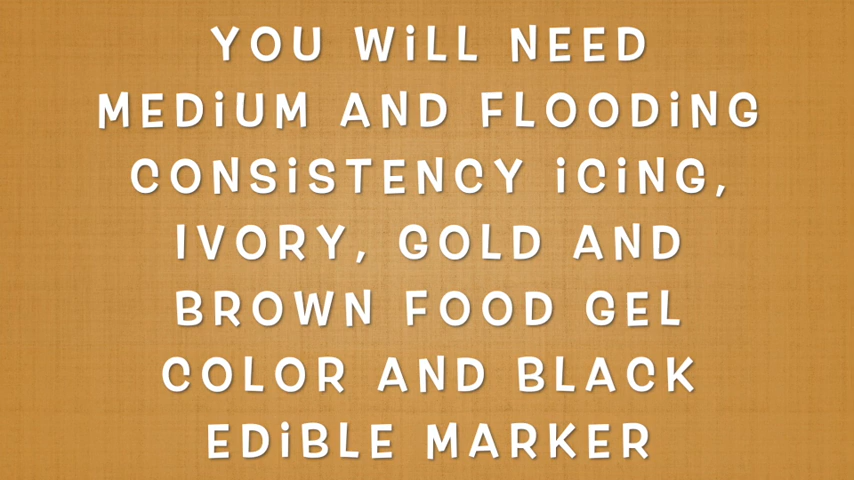 YOU WiLL NEED
MEDiUM AND FLOODiNG
CONSiSTENCY iCiNG,
IVORY, GOLD AND
BROWN FOOD GEL
COLOR AND BLACK
EDiBLE MARKER